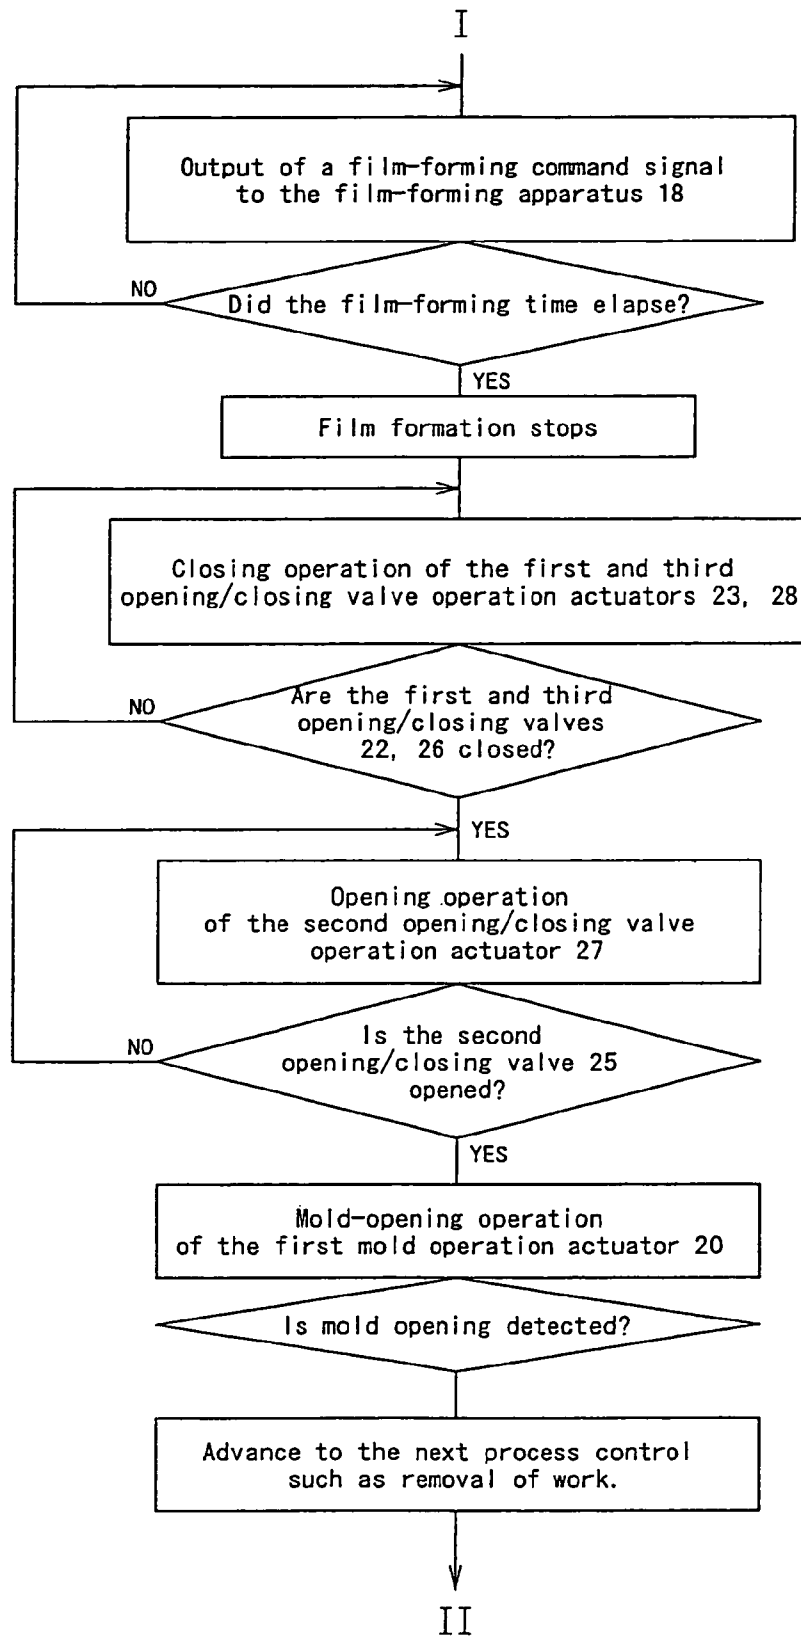 I
Output of a film-forming command signal
to the film-forming apparatus 18
NO
Did the film-forming time elapse?
YES
Film formation stops
Closing operation of the first and third
opening/closing valve operation actuators 23, 28
NO
Are the first and third
opening/closing valves
22, 26 closed?
YES
Opening operation
of the second opening/closing valve
operation actuator 27
NO
Is the second
opening/closing valve 25
opened?
YES
Mold-opening operation
of the first mold operation actuator 20
Is mold opening detected?
Advance to the next process control
such as removal of work.
II